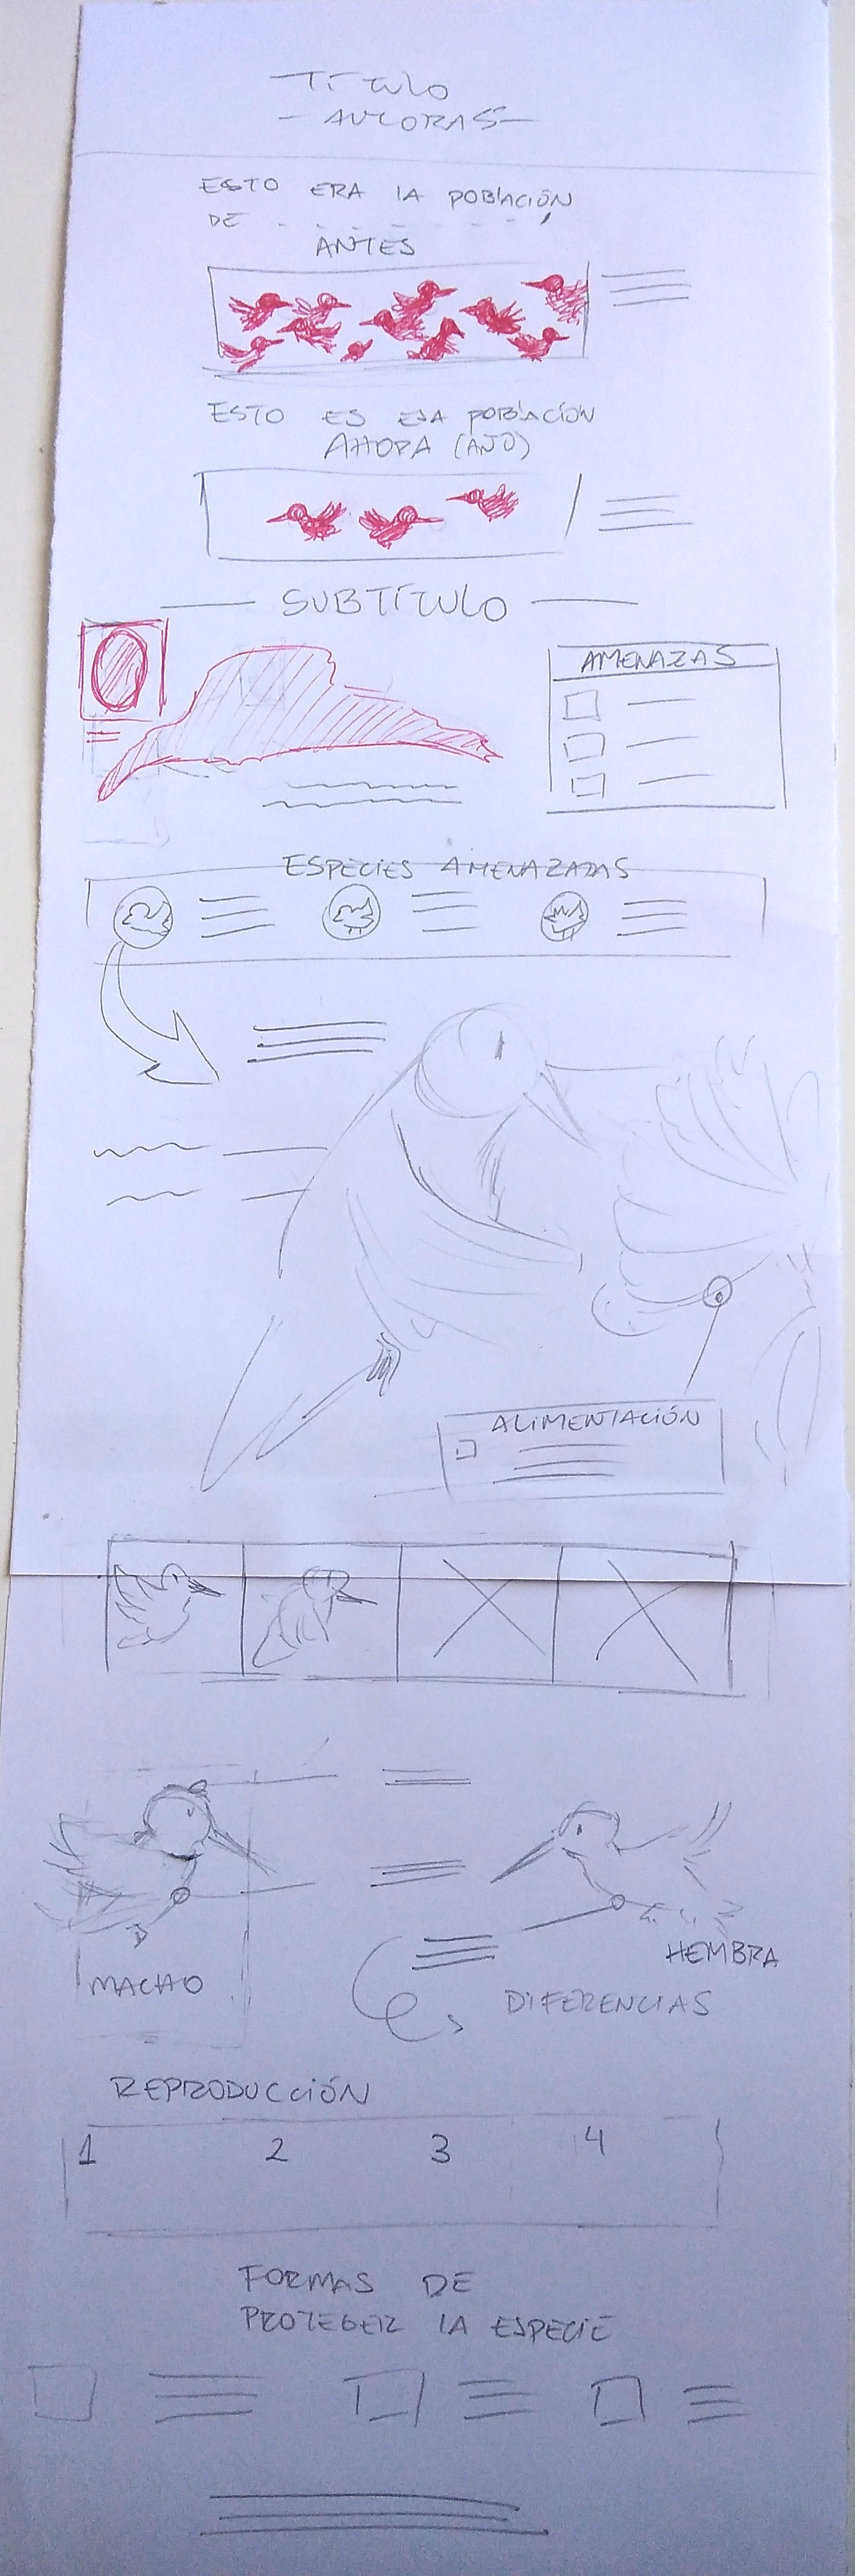 TÍTULO
- AUTORAS -
ESTO ERA LA POBLACIÓN
DE - - - - - - - ,
ANTES
ESTO ES ESA POBLACIÓN
AHORA (AÑO)
SUBTÍTULO
AMENAZAS
ESPECIES AMENAZADAS
ALIMENTACIÓN
HEMBRA
MACHO
DIFERENCIAS
REPRODUCCIÓN
1 2 3 4
FORMAS DE
PROTEGER LA ESPECIE